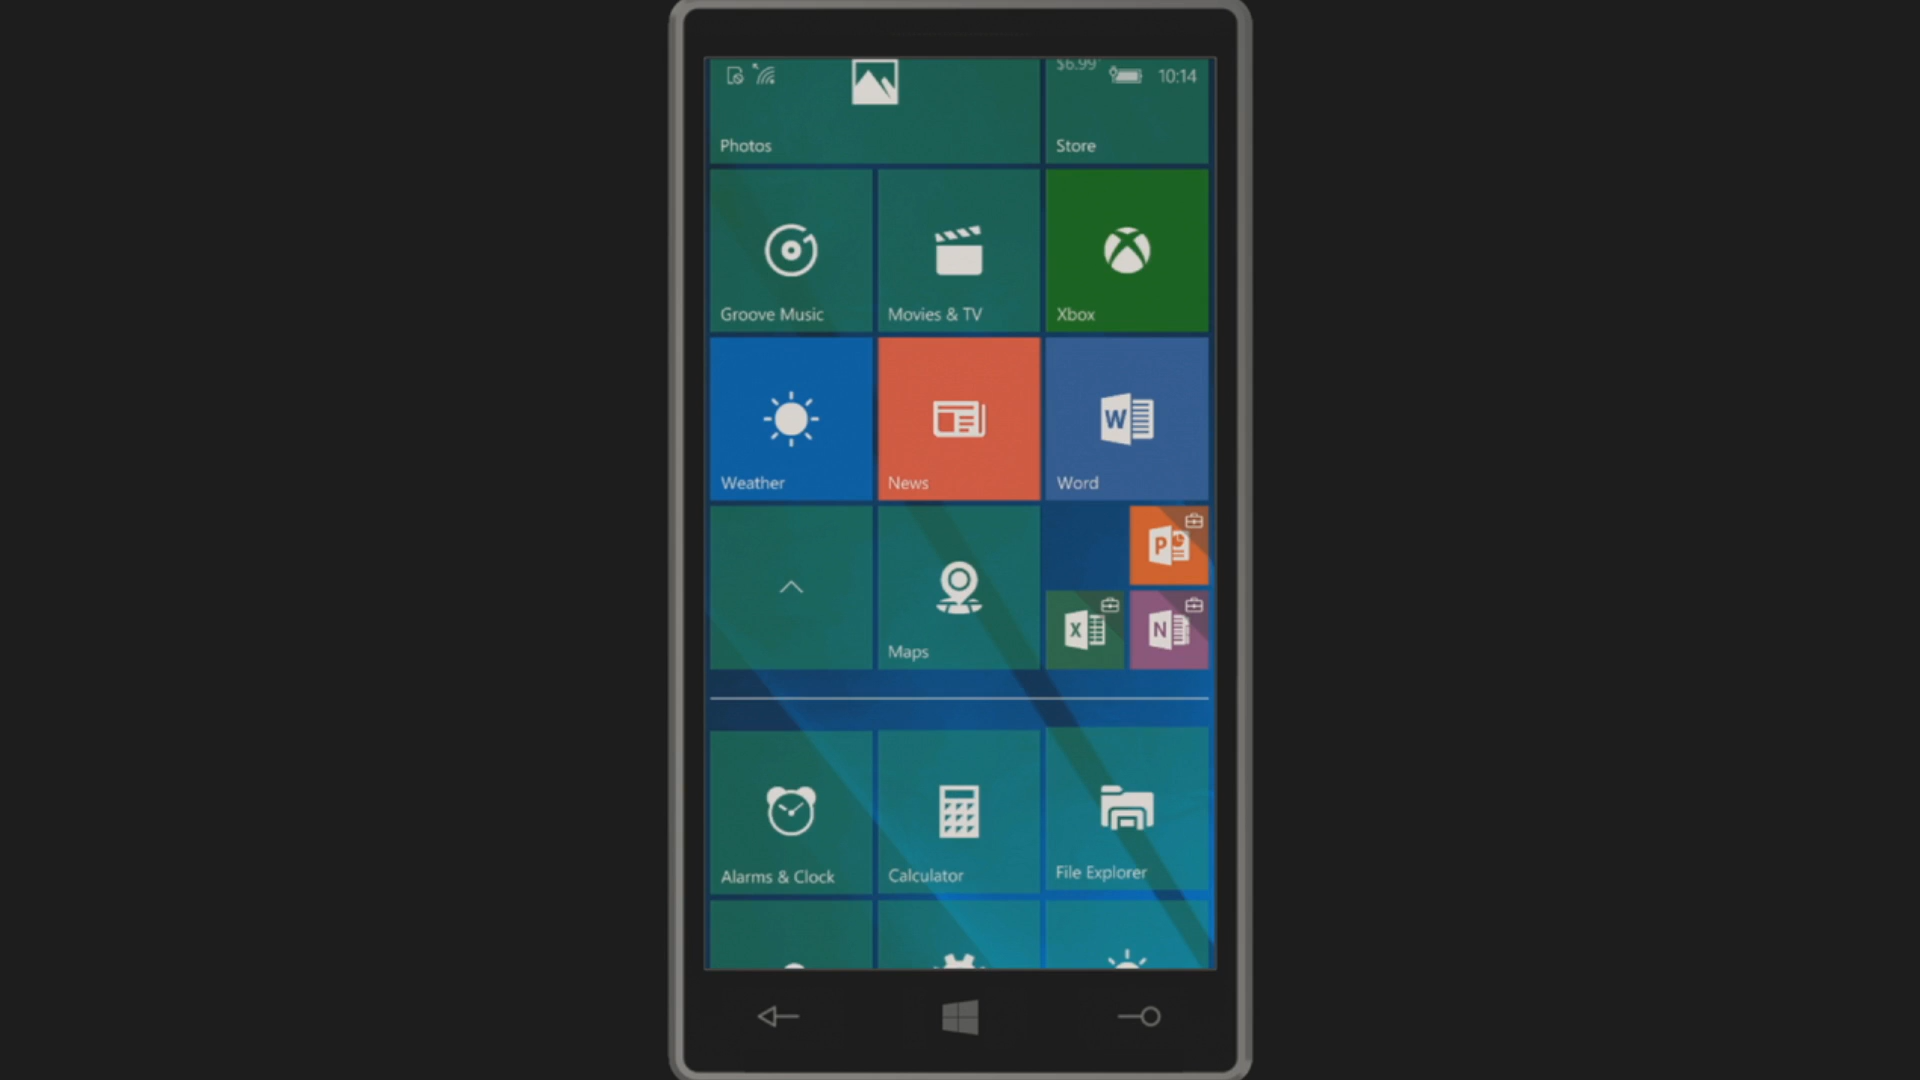 $6.99*
10:14
Photos
Store
Groove Music
Movies & TV
Xbox
W
Weather
News
Word
P
X
N
Maps
Alarms & Clock
Calculator
File Explorer